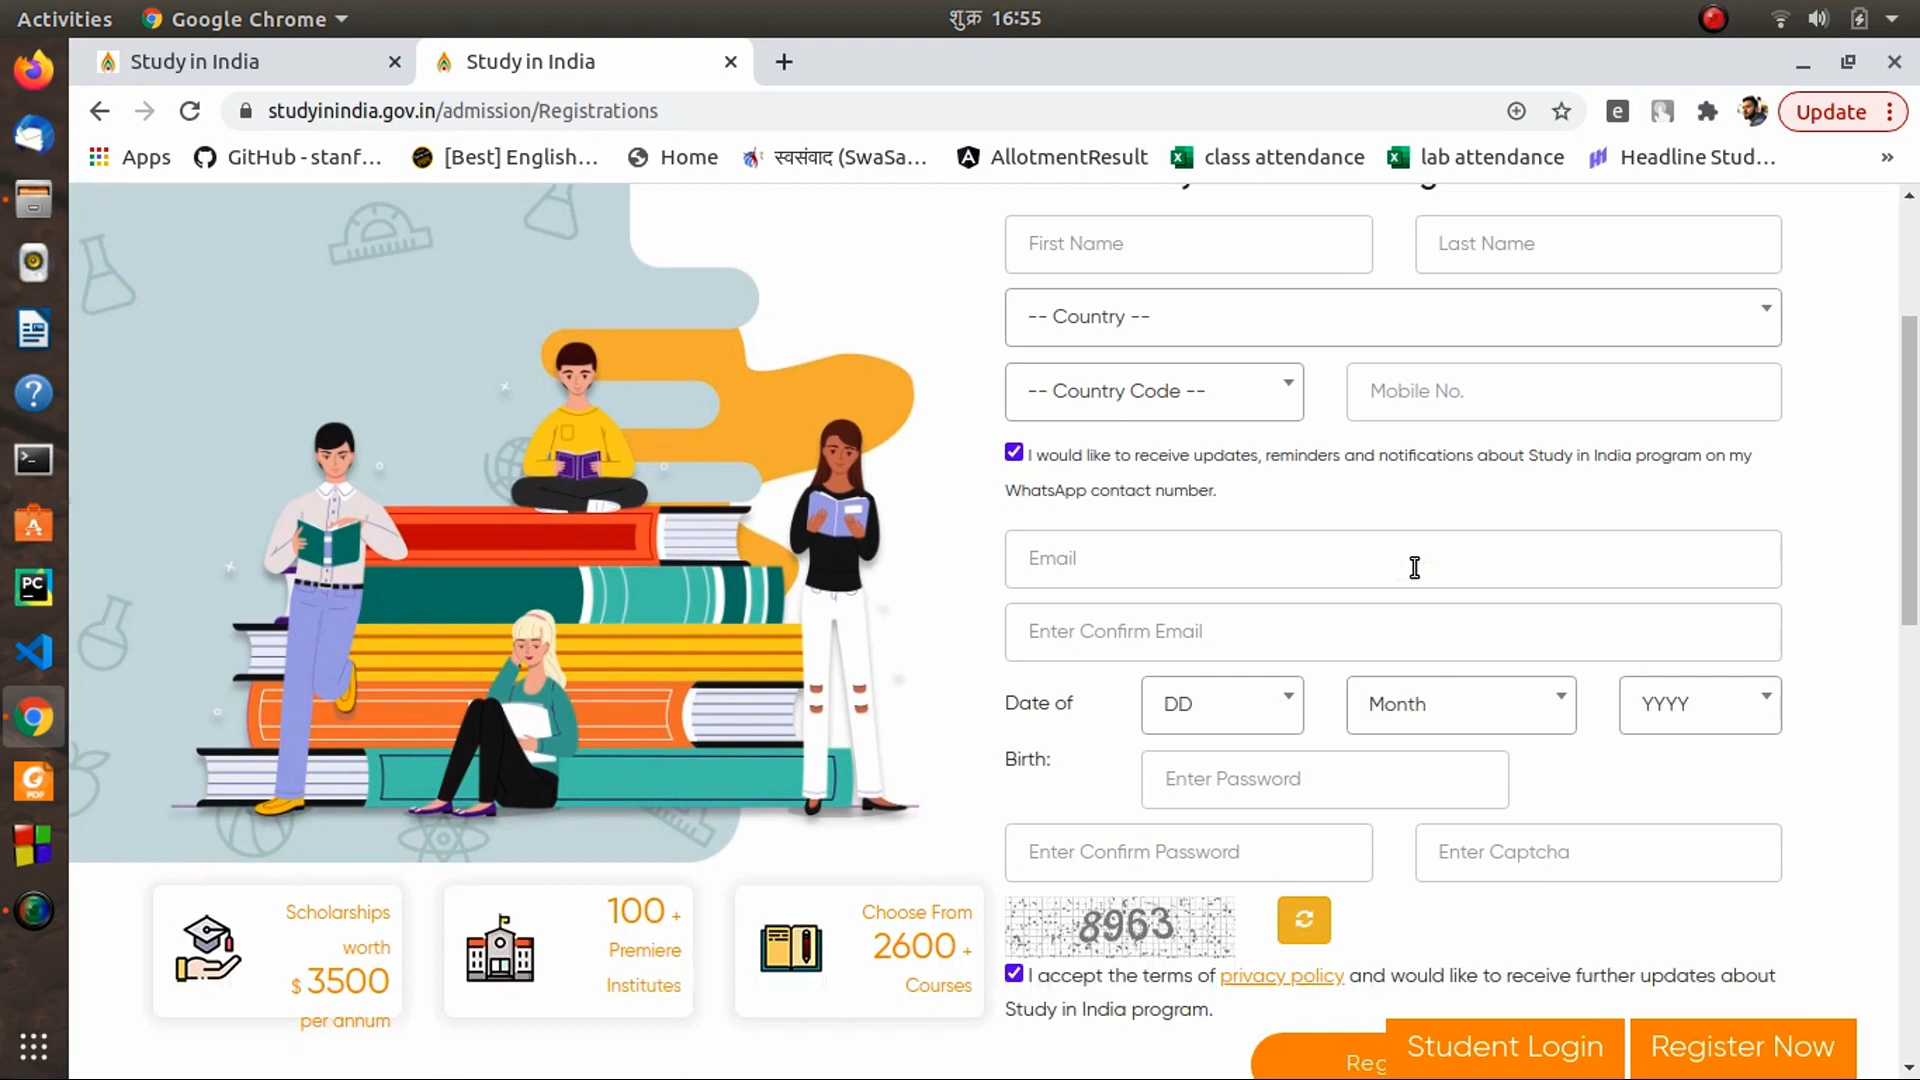 Activities
Google Chrome
शुक्र 16:55
Study in India
Study in India
studyinindia.gov.in/admission/Registrations
Update
Apps
GitHub - stanf...
[Best] English...
Home
स्वसंवाद (SwaSa...
AllotmentResult
class attendance
lab attendance
Headline Stud...
»
First Name
Last Name
-- Country --
-- Country Code --
Mobile No.
I would like to receive updates, reminders and notifications about Study in India program on my
WhatsApp contact number.
Email
Enter Confirm Email
Date of
Birth:
DD
Month
YYYY
Enter Password
Enter Confirm Password
Enter Captcha
8963
I accept the terms of privacy policy and would like to receive further updates about
Study in India program.
Scholarships
worth
$ 3500
per annum
100 +
Premiere
Institutes
Choose From
2600 +
Courses
Reg
Student Login
Register Now
PC
PDF